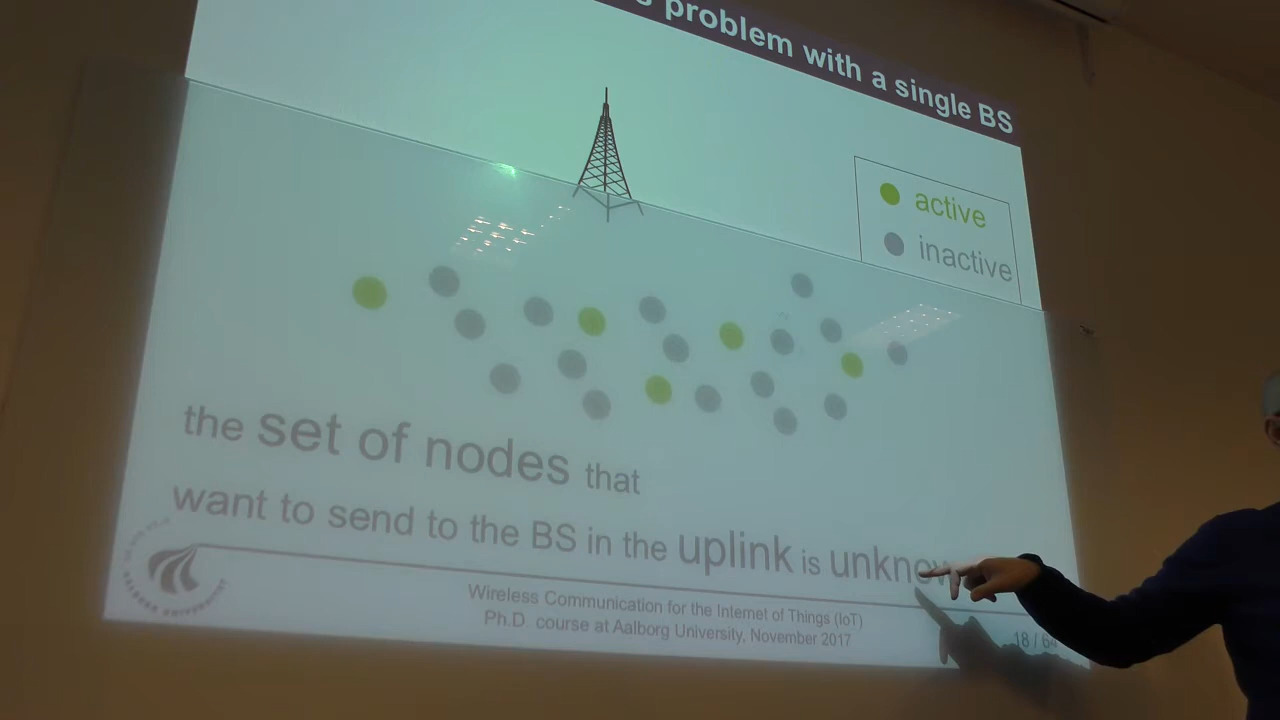 problem with a single BS
active
inactive
the set of nodes that
want to send to the BS in the uplink is
Wireless Communication for the Internet of Things (IoT)
Ph.D. course at Aalborg University, November 2017
18 /